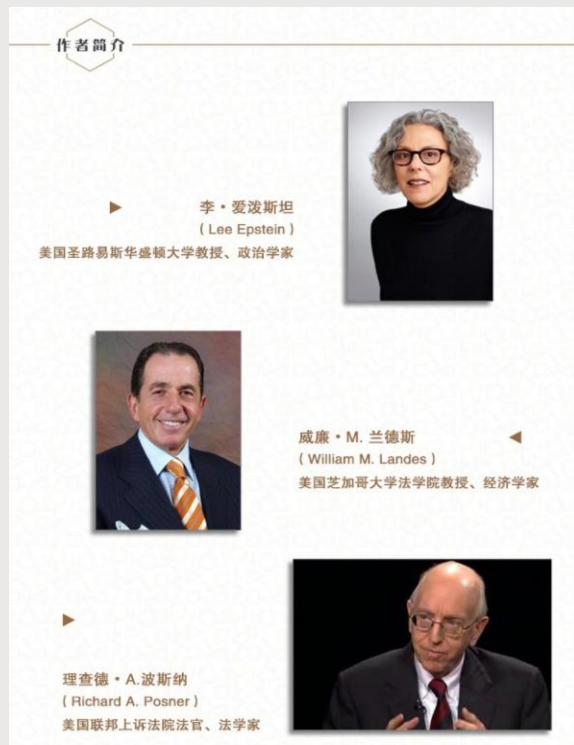 作者简介
李·爱泼斯坦
( Lee Epstein )
美国圣路易斯华盛顿大学教授、政治学家
威廉·M. 兰德斯
( William M. Landes )
美国芝加哥大学法学院教授、经济学家
理查德·A.波斯纳
( Richard A. Posner )
美国联邦上诉法院法官、法学家